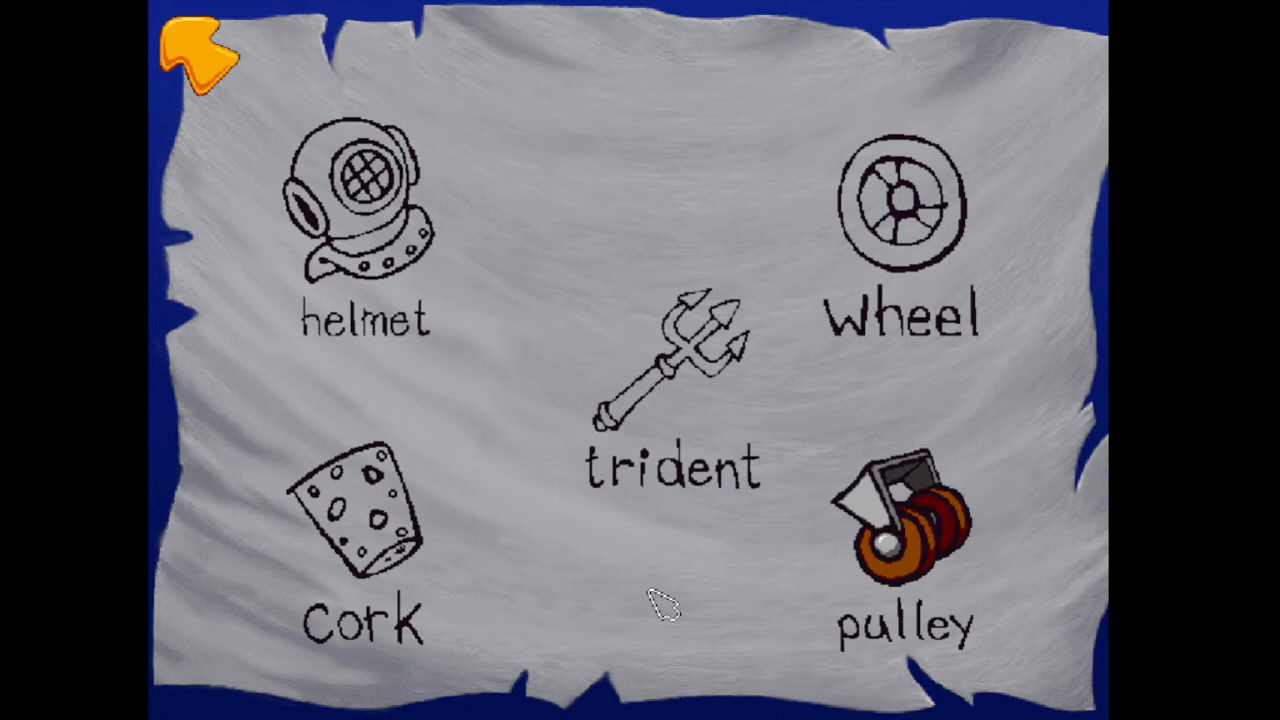 helmet
wheel
trident
cork
pulley